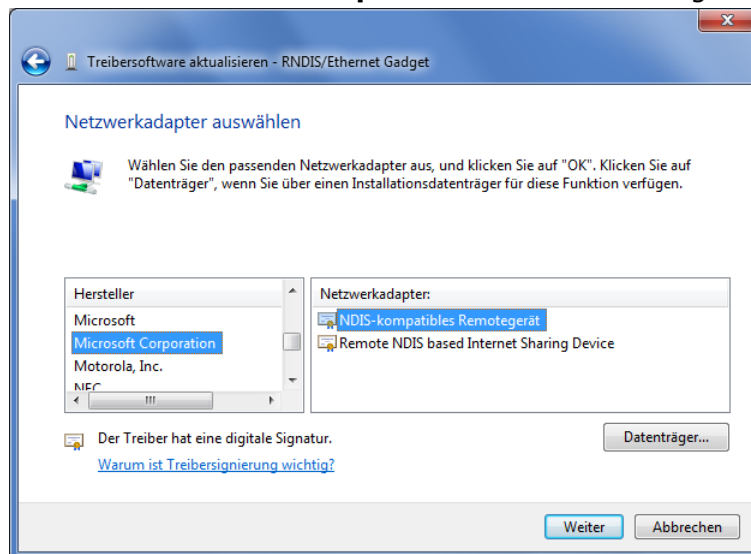 Treibersoftware aktualisieren - RNDIS/Ethernet Gadget
Netzwerkadapter auswählen
Wählen Sie den passenden Netzwerkadapter aus, und klicken Sie auf "OK". Klicken Sie auf
"Datenträger", wenn Sie über einen Installationsdatenträger für diese Funktion verfügen.
Hersteller
Microsoft
Microsoft Corporation
Motorola, Inc.
NEC
Netzwerkadapter:
NDIS-kompatibles Remotegerät
Remote NDIS based Internet Sharing Device
Der Treiber hat eine digitale Signatur.
Warum ist Treibersignierung wichtig?
Datenträger...
Weiter
Abbrechen